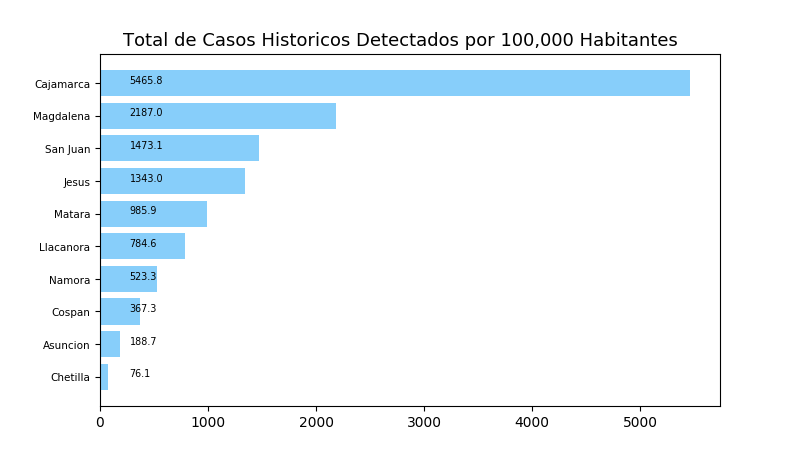 Total de Casos Historicos Detectados por 100,000 Habitantes
Cajamarca 5465.8
Magdalena 2187.0
San Juan 1473.1
Jesus 1343.0
Matara 985.9
Llacanora 784.6
Namora 523.3
Cospan 367.3
Asuncion 188.7
Chetilla 76.1
0 1000 2000 3000 4000 5000